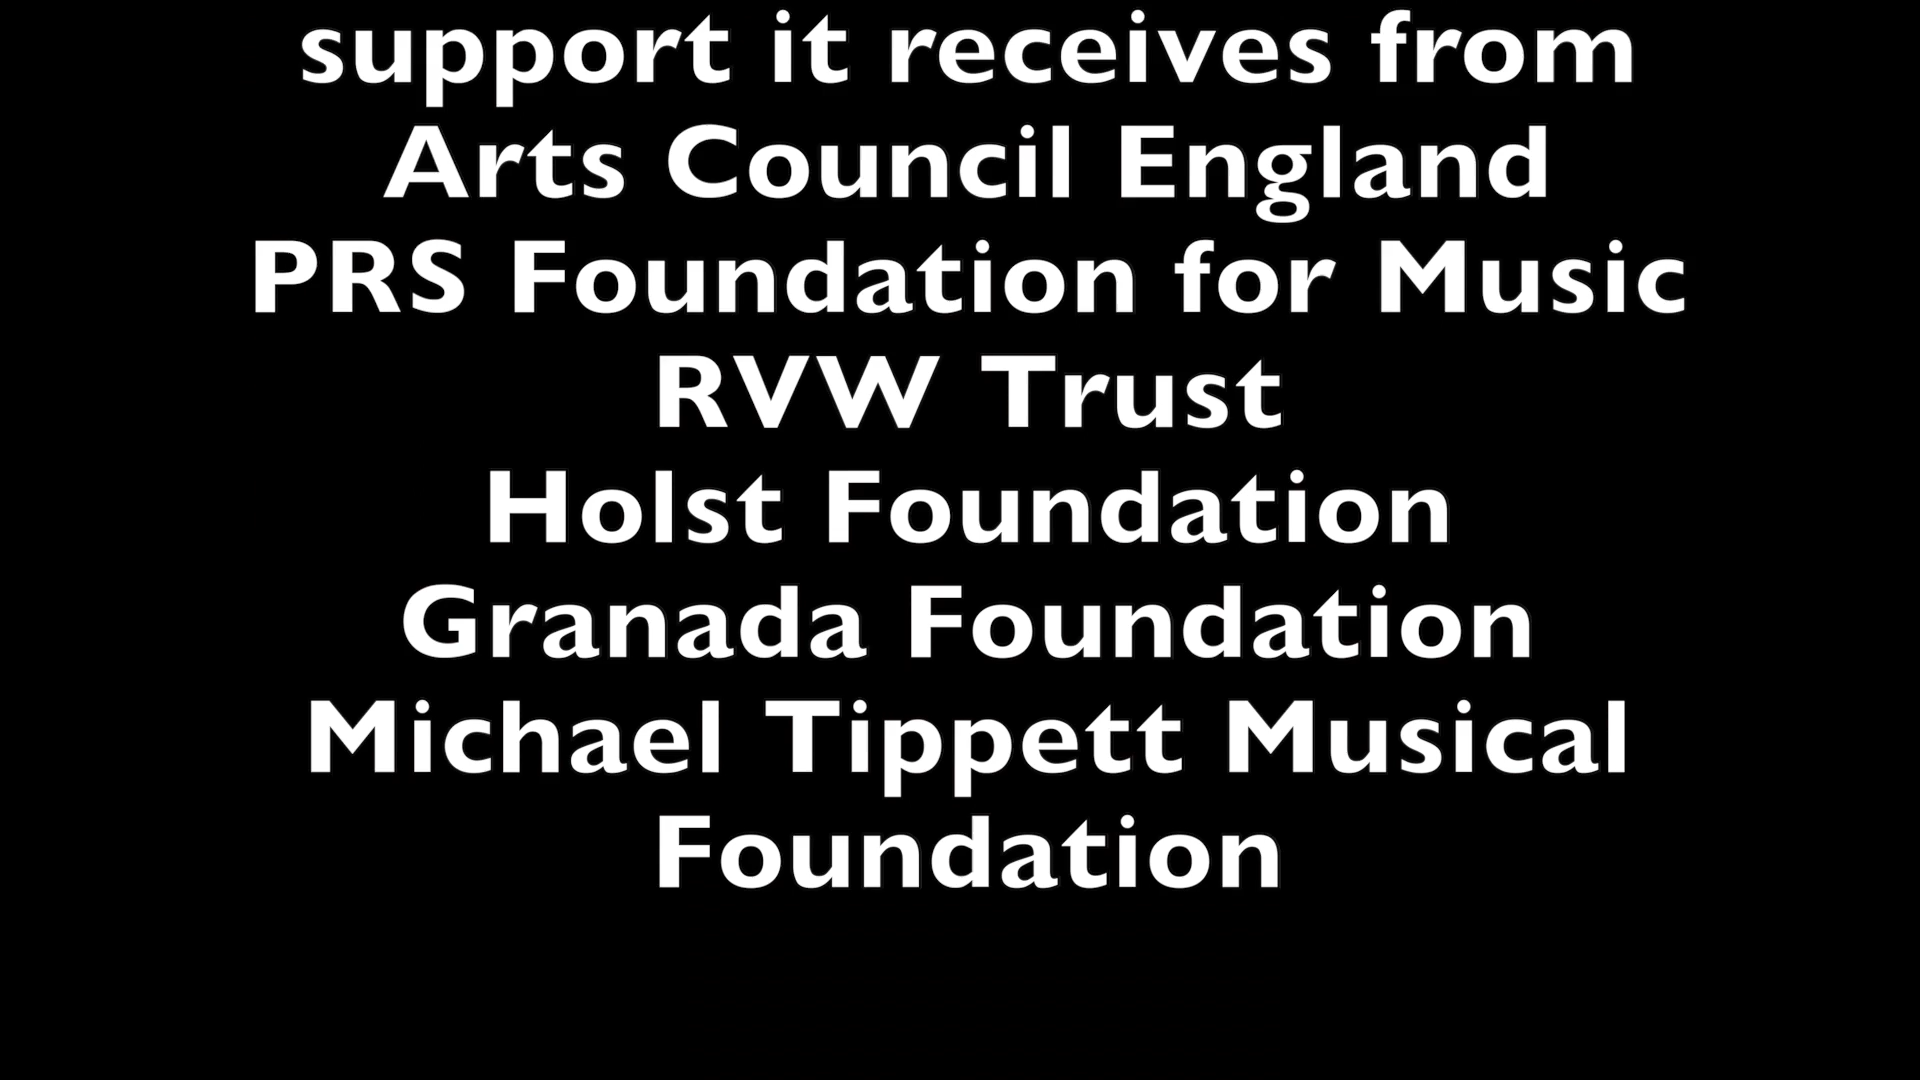 support it receives from
Arts Council England
PRS Foundation for Music
RVW Trust
Holst Foundation
Granada Foundation
Michael Tippett Musical
Foundation